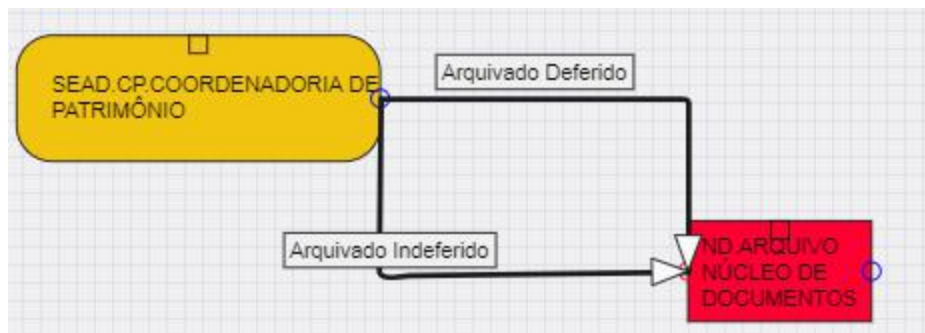 SEAD.CP.COORDENADORIA DE
PATRIMÔNIO
Arquivado Deferido
Arquivado Indeferido
ND.ARQUIVO
NÚCLEO DE
DOCUMENTOS